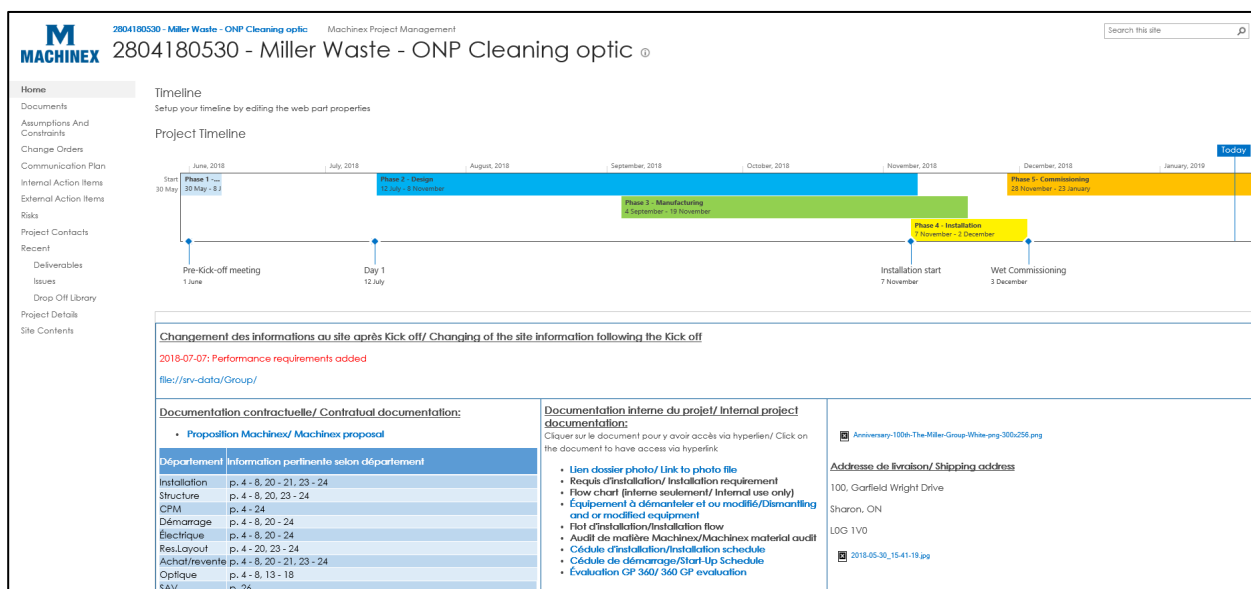 MACHINEX
2804180530 - Miller Waste - ONP Cleaning optic Machinex Project Management
2804180530 - Miller Waste - ONP Cleaning optic
Search this site
Home
Documents
Assumptions And
Constraints
Change Orders
Communication Plan
Internal Action Items
External Action Items
Risks
Project Contacts
Recent
Deliverables
Issues
Drop Off Library
Project Details
Site Contents
Timeline
Setup your timeline by editing the web part properties
Project Timeline
Today
June, 2018 July, 2018 August, 2018 September, 2018 October, 2018 November, 2018 December, 2018 January, 2019
Start
30 May
Phase 1
30 May - 8 J
Phase 2 - Design
12 July - 8 November
Phase 5- Commissioning
28 November - 23 January
Phase 3 - Manufacturing
4 September - 19 November
Phase 4 - Installation
7 November - 2 December
Pre-Kick-off meeting
1 June
Day 1
12 July
Installation start
7 November
Wet Commissioning
3 December
Changement des informations au site après Kick off/ Changing of the site information following the Kick off
2018-07-07: Performance requirements added
file://srv-data/Group/
Documentation contractuelle/ Contratual documentation:
• Proposition Machinex/ Machinex proposal
Département Information pertinente selon département
Installation p. 4 - 8, 20 - 21, 23 - 24
Structure p. 4 - 8, 20, 23 - 24
CPM p. 4 - 24
Démarrage p. 4 - 8, 20 - 24
Électrique p. 4 - 8, 20 - 24
Res.Layout p. 4 - 20, 23 - 24
Achat/revente p. 4 - 8, 20 - 21, 23 - 24
Optique p. 4 - 8, 13 - 18
SAV p. 26
Documentation interne du projet/ Internal project
documentation:
Cliquer sur le document pour y avoir accès via hyperlien/ Click on
the document to have access via hyperlink
• Lien dossier photo/ Link to photo file
• Requis d'installation/ Installation requirement
• Flow chart (interne seulement/ Internal use only)
• Équipement à démanteler et ou modifié/Dismantling
and or modified equipment
• Flot d'installation/Installation flow
• Audit de matière Machinex/Machinex material audit
• Cédule d'installation/Installation schedule
• Cédule de démarrage/Start-Up Schedule
• Évaluation GP 360/ 360 GP evaluation
Anniversary-100th-The-Miller-Group-White-png-300x256.png
Addresse de livraison/ Shipping address
100, Garfield Wright Drive
Sharon, ON
L0G 1V0
2018-05-30_15-41-19.jpg